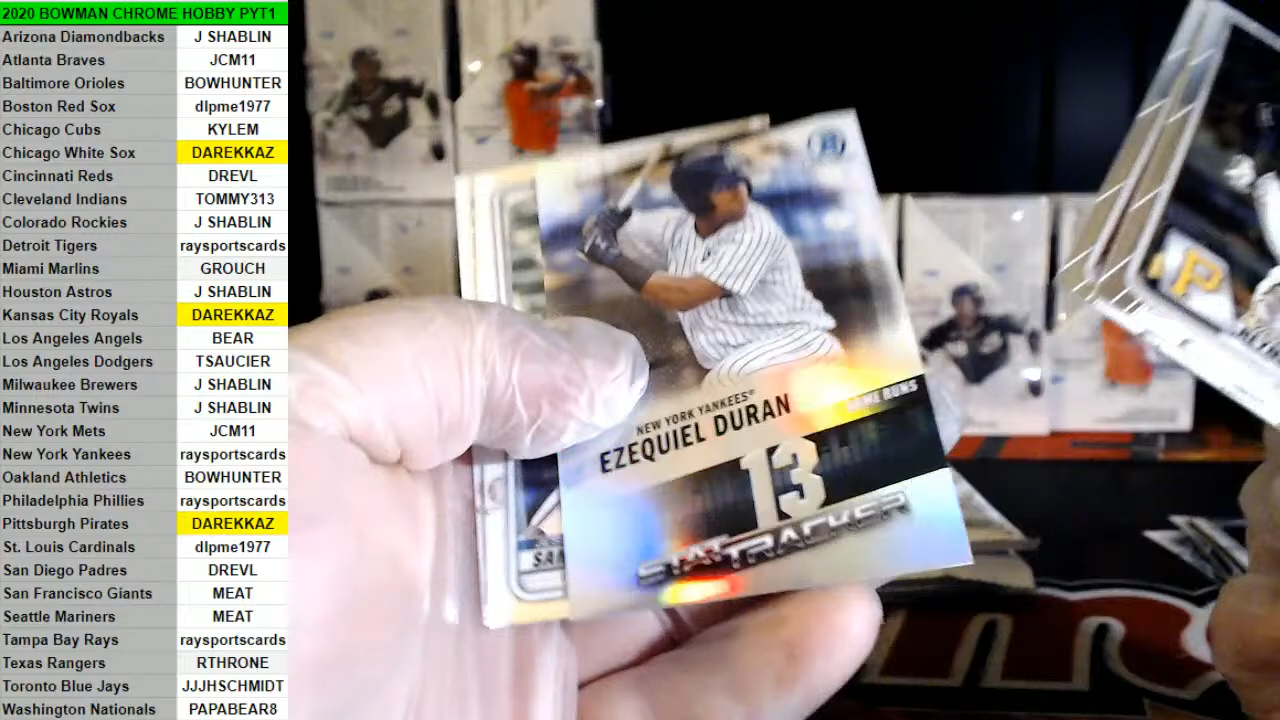 2020 BOWMAN CHROME HOBBY PYT1
Arizona Diamondbacks J SHABLIN
Atlanta Braves JCM11
Baltimore Orioles BOWHUNTER
Boston Red Sox dlpme1977
Chicago Cubs KYLEM
Chicago White Sox DAREKKAZ
Cincinnati Reds DREVL
Cleveland Indians TOMMY313
Colorado Rockies J SHABLIN
Detroit Tigers raysportscards
Miami Marlins GROUCH
Houston Astros J SHABLIN
Kansas City Royals DAREKKAZ
Los Angeles Angels BEAR
Los Angeles Dodgers TSAUCIER
Milwaukee Brewers J SHABLIN
Minnesota Twins J SHABLIN
New York Mets JCM11
New York Yankees raysportscards
Oakland Athletics BOWHUNTER
Philadelphia Phillies raysportscards
Pittsburgh Pirates DAREKKAZ
St. Louis Cardinals dlpme1977
San Diego Padres DREVL
San Francisco Giants MEAT
Seattle Mariners MEAT
Tampa Bay Rays raysportscards
Texas Rangers RTHRONE
Toronto Blue Jays JJJHSCHMIDT
Washington Nationals PAPABEAR8
NEW YORK YANKEES®
EZEQUIEL DURAN
HOME RUNS
13
STAT TRACKER
SAN
P